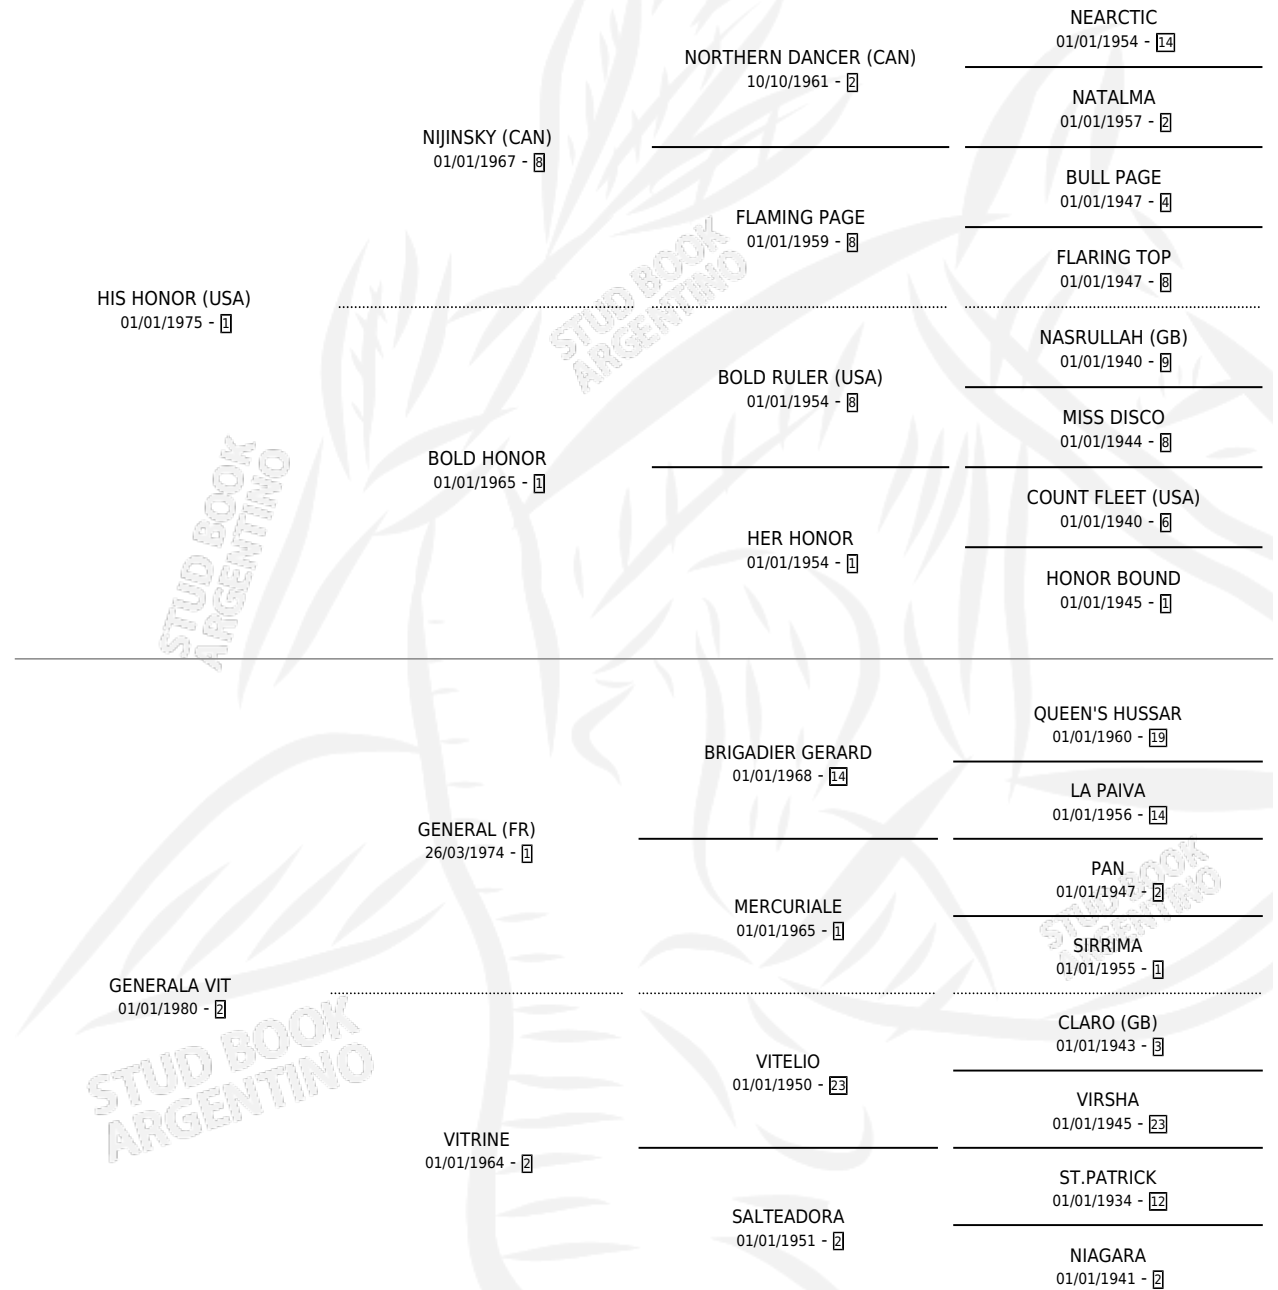 HIS HONOR (USA)
01/01/1975 - 1
NIJINSKY (CAN)
01/01/1967 - 8
BOLD HONOR
01/01/1965 - 1
NORTHERN DANCER (CAN)
10/10/1961 - 2
FLAMING PAGE
01/01/1959 - 8
BOLD RULER (USA)
01/01/1954 - 8
HER HONOR
01/01/1954 - 1
NEARCTIC
01/01/1954 - 14
NATALMA
01/01/1957 - 2
BULL PAGE
01/01/1947 - 4
FLARING TOP
01/01/1947 - 8
NASRULLAH (GB)
01/01/1940 - 9
MISS DISCO
01/01/1944 - 8
COUNT FLEET (USA)
01/01/1940 - 6
HONOR BOUND
01/01/1945 - 1
GENERALA VIT
01/01/1980 - 2
GENERAL (FR)
26/03/1974 - 1
VITRINE
01/01/1964 - 2
BRIGADIER GERARD
01/01/1968 - 14
MERCURIALE
01/01/1965 - 1
VITELIO
01/01/1950 - 23
SALTEADORA
01/01/1951 - 2
QUEEN'S HUSSAR
01/01/1960 - 19
LA PAIVA
01/01/1956 - 14
PAN
01/01/1947 - 2
SIRRIMA
01/01/1955 - 1
CLARO (GB)
01/01/1943 - 3
VIRSHA
01/01/1945 - 23
ST.PATRICK
01/01/1934 - 12
NIAGARA
01/01/1941 - 2
STUD BOOK
ARGENTINO
STUD BOOK
ARGENTINO
STUD BOOK
ARGENTINO
STUD BOOK
ARGENTINO